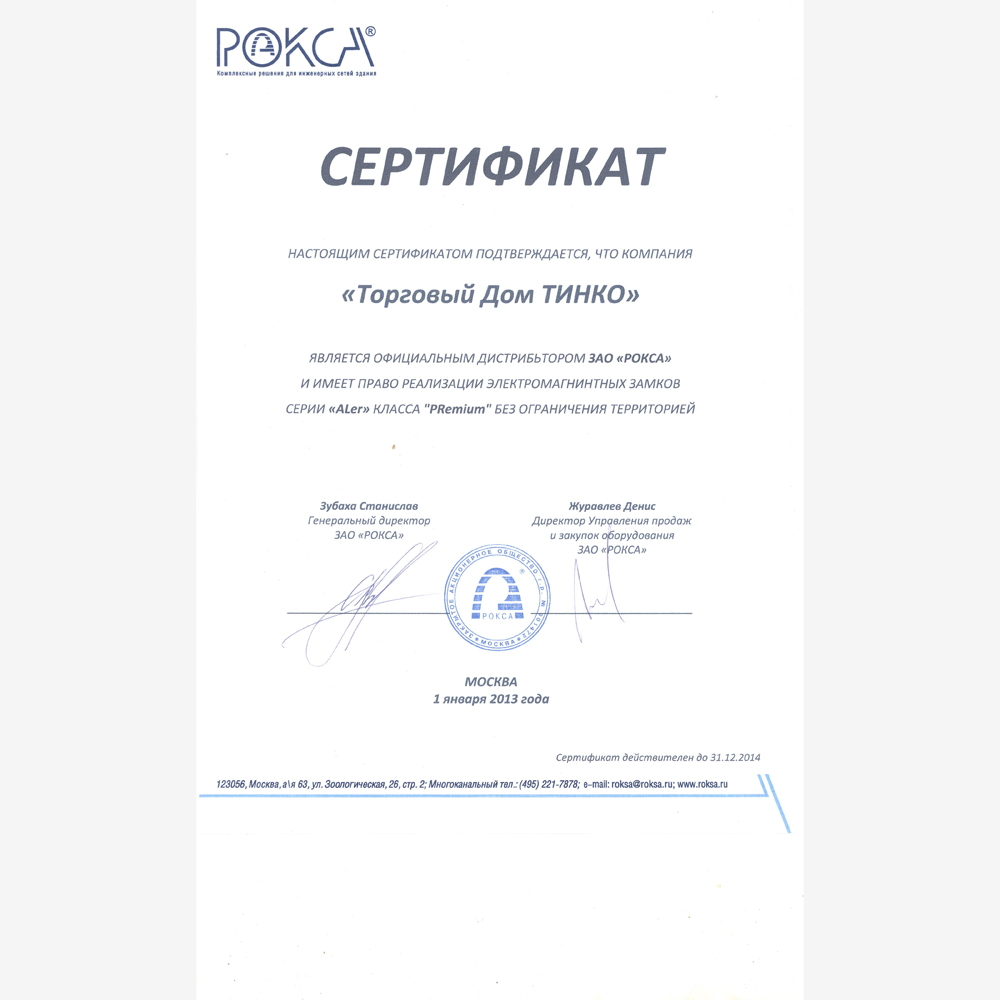 РОКСА®
Комплексные решения для инженерных сетей здания
СЕРТИФИКАТ
НАСТОЯЩИМ СЕРТИФИКАТОМ ПОДТВЕРЖДАЕТСЯ, ЧТО КОМПАНИЯ
«Торговый Дом ТИНКО»
ЯВЛЯЕТСЯ ОФИЦИАЛЬНЫМ ДИСТРИБЬТОРОМ ЗАО «РОКСА»
И ИМЕЕТ ПРАВО РЕАЛИЗАЦИИ ЭЛЕКТРОМАГНИНТНЫХ ЗАМКОВ
СЕРИИ «ALer» КЛАССА "PRemium" БЕЗ ОГРАНИЧЕНИЯ ТЕРРИТОРИЕЙ
Зубаха Станислав
Генеральный директор
ЗАО «РОКСА»
Журавлев Денис
Директор Управления продаж
и закупок оборудования
ЗАО «РОКСА»
ЗАКРЫТОЕ АКЦИОНЕРНОЕ ОБЩЕСТВО
МОСКВА
®
РОКСА
МОСКВА
1 января 2013 года
Сертификат действителен до 31.12.2014
123056, Москва, а\я 63, ул. Зоологическая, 26, стр. 2; Многоканальный тел.: (495) 221-7878; e-mail: roksa@roksa.ru; www.roksa.ru